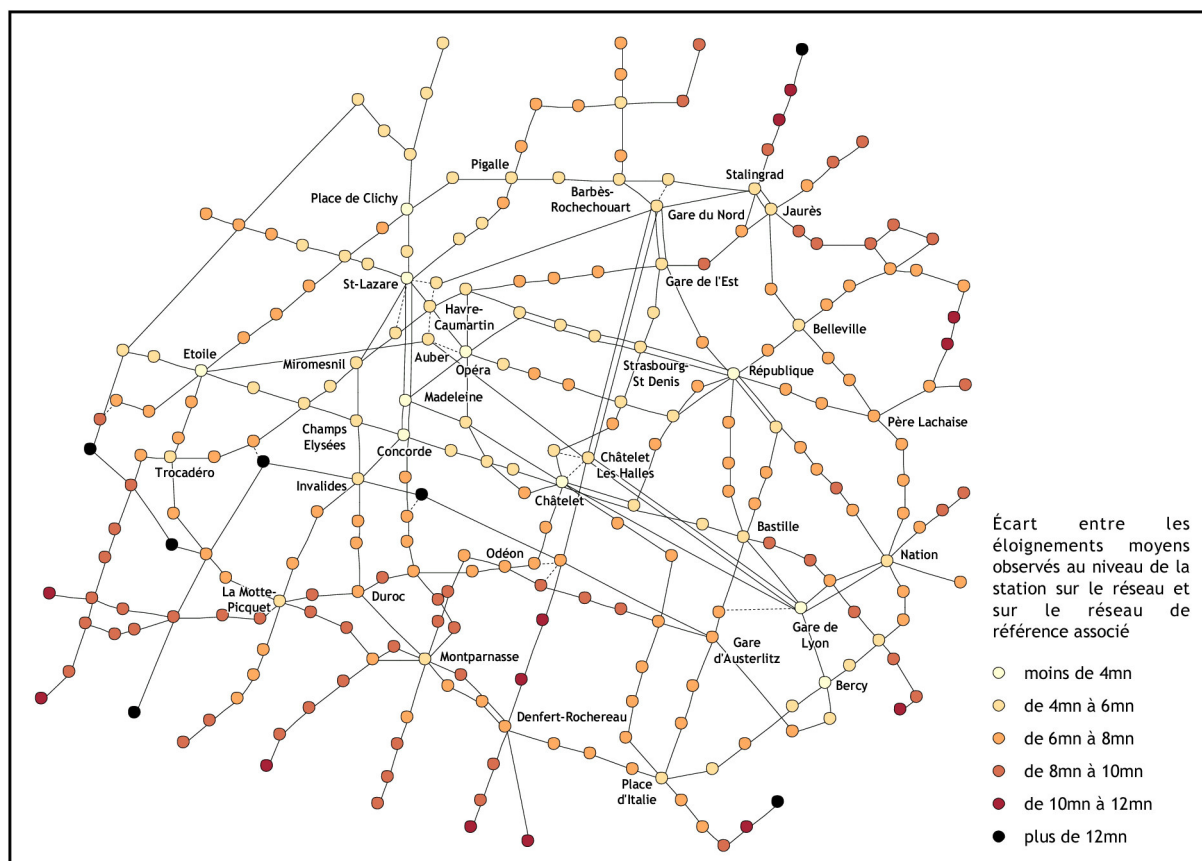 Pigalle
Stalingrad
Place de Clichy
Barbès-
Rochechouart
Gare du Nord
Jaurès
St-Lazare
Gare de l'Est
Havre-
Caumartin
Belleville
Etoile
Miromesnil
Auber
Opéra
Strasbourg-
St Denis
République
Madeleine
Père Lachaise
Champs
Elysées
Concorde
Trocadéro
Châtelet
Les Halles
Invalides
Châtelet
Bastille
Odéon
Nation
La Motte-
Picquet
Duroc
Gare
d'Austerlitz
Gare de
Lyon
Montparnasse
Bercy
Denfert-Rochereau
Place
d'Italie
Écart entre les
éloignements moyens
observés au niveau de la
station sur le réseau et
sur le réseau de
référence associé
moins de 4mn
de 4mn à 6mn
de 6mn à 8mn
de 8mn à 10mn
de 10mn à 12mn
plus de 12mn